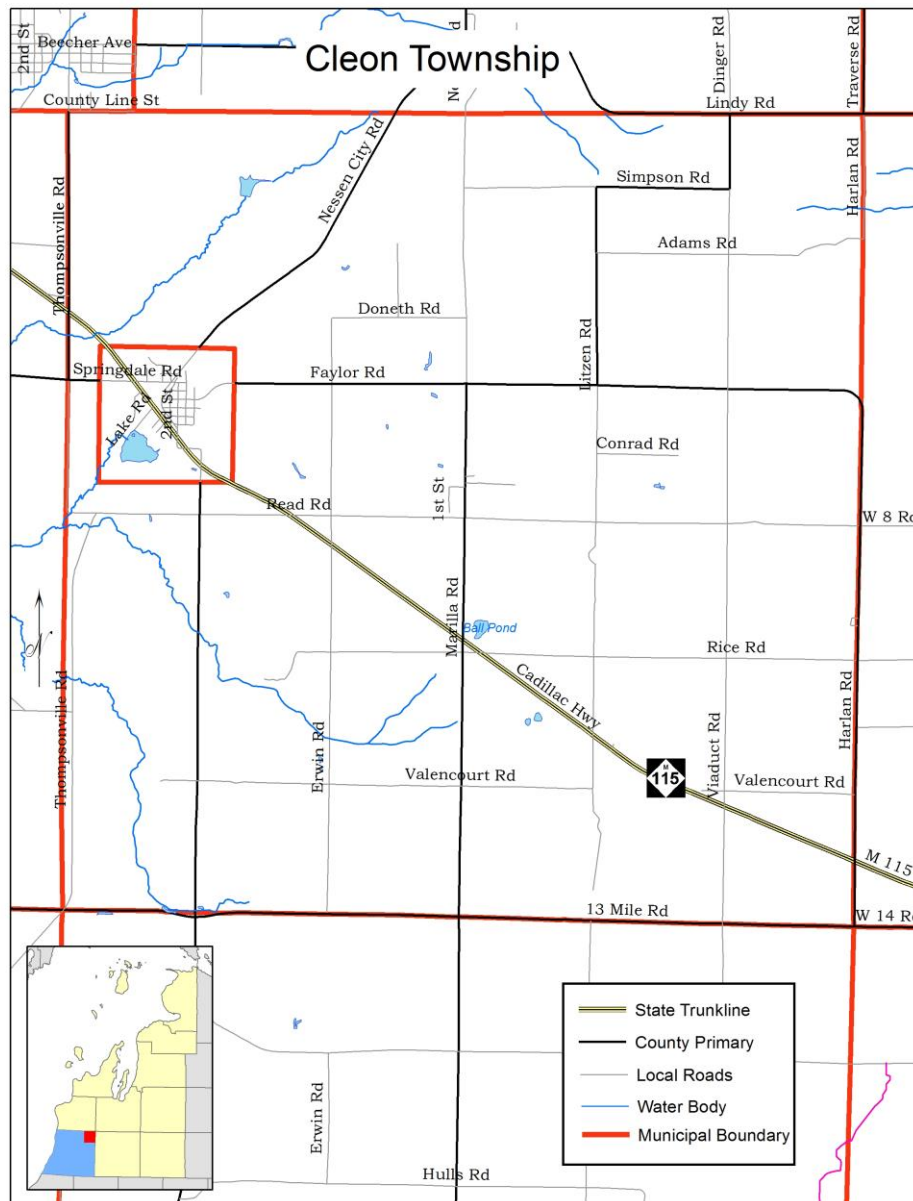 2nd St
Beecher Ave
Cleon Township
Dinger Rd
Traverse Rd
County Line St
Lindy Rd
Nessen City Rd
Thompsonville Rd
Simpson Rd
Harlan Rd
Adams Rd
Doneth Rd
Litzen Rd
Springdale Rd
Faylor Rd
Lake Rd
2nd St
Conrad Rd
1st St
Read Rd
W 8 Rd
Marilla Rd
Ball Pond
Rice Rd
Cadillac Hwy
Thompsonville Rd
Erwin Rd
Viaduct Rd
Harlan Rd
Valencourt Rd
M
115
Valencourt Rd
M 115
13 Mile Rd
W 14 Rd
State Trunkline
County Primary
Local Roads
Water Body
Municipal Boundary
Erwin Rd
Hulls Rd